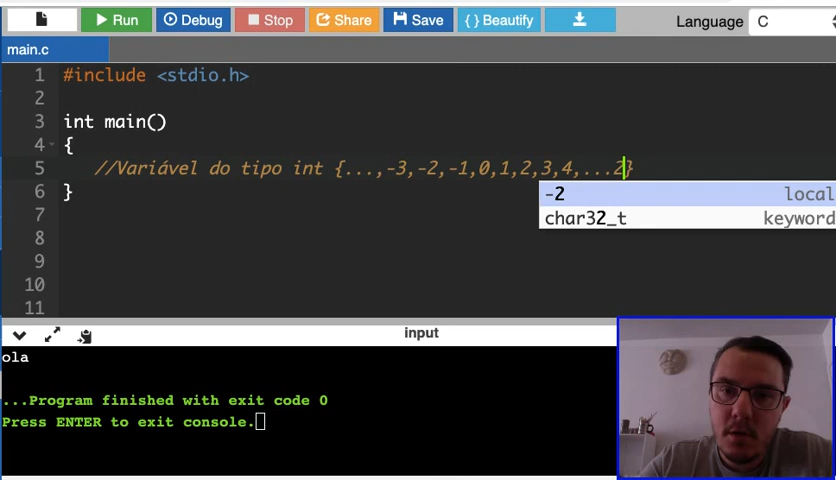 Run Debug Stop Share Save { } Beautify Language C
main.c
1 #include <stdio.h>
2
3 int main()
4 {
5 //Variável do tipo int {...,-3,-2,-1,0,1,2,3,4,...2}
6 }
-2 local
char32_t keyword
7
8
9
10
11
input
ola
...Program finished with exit code 0
Press ENTER to exit console.